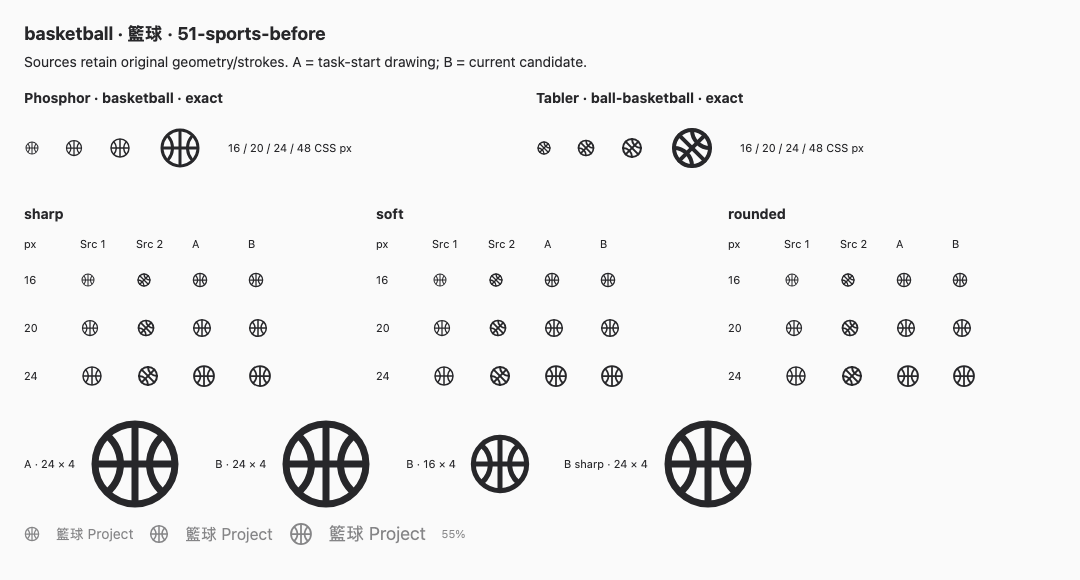 basketball · 籃球 · 51-sports-before
Sources retain original geometry/strokes. A = task-start drawing; B = current candidate.
Phosphor · basketball · exact
Tabler · ball-basketball · exact
16 / 20 / 24 / 48 CSS px
16 / 20 / 24 / 48 CSS px
sharp
soft
rounded
px Src 1 Src 2 A B
px Src 1 Src 2 A B
px Src 1 Src 2 A B
16
16
16
20
20
20
24
24
24
A · 24 × 4
B · 24 × 4
B · 16 × 4
B sharp · 24 × 4
籃球 Project
籃球 Project
籃球 Project
55%